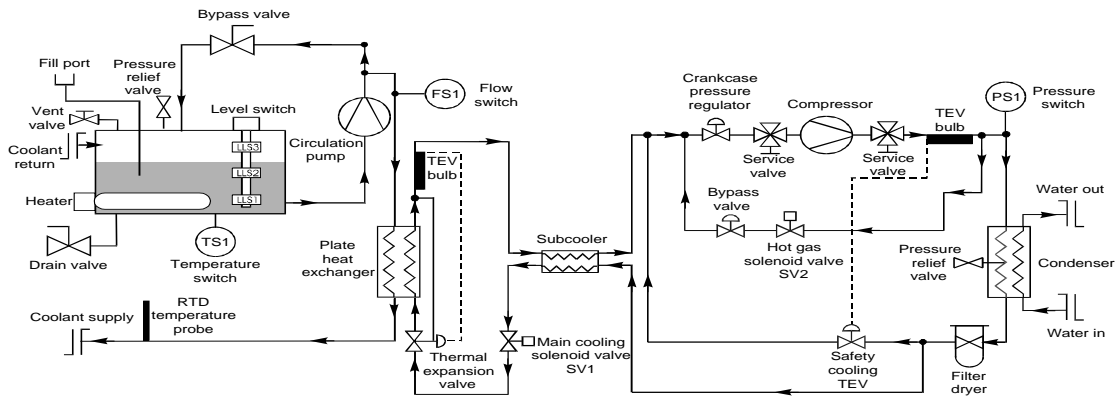 Bypass valve
Fill port
Pressure
relief
valve
Vent
valve
Level switch
FS1
Flow
switch
Crankcase
pressure
regulator
Compressor
PS1
Pressure
switch
TEV
bulb
Coolant
return
LLS3
LLS2
LLS1
Circulation
pump
TEV
bulb
Service
valve
Service
valve
Heater
Bypass
valve
Water out
TS1
Drain valve
Temperature
switch
Plate
heat
exchanger
Subcooler
Hot gas
solenoid valve
SV2
Pressure
relief
valve
Condenser
RTD
temperature
probe
Coolant supply
Thermal
expansion
valve
Main cooling
solenoid valve
SV1
Safety
cooling
TEV
Filter
dryer
Water in